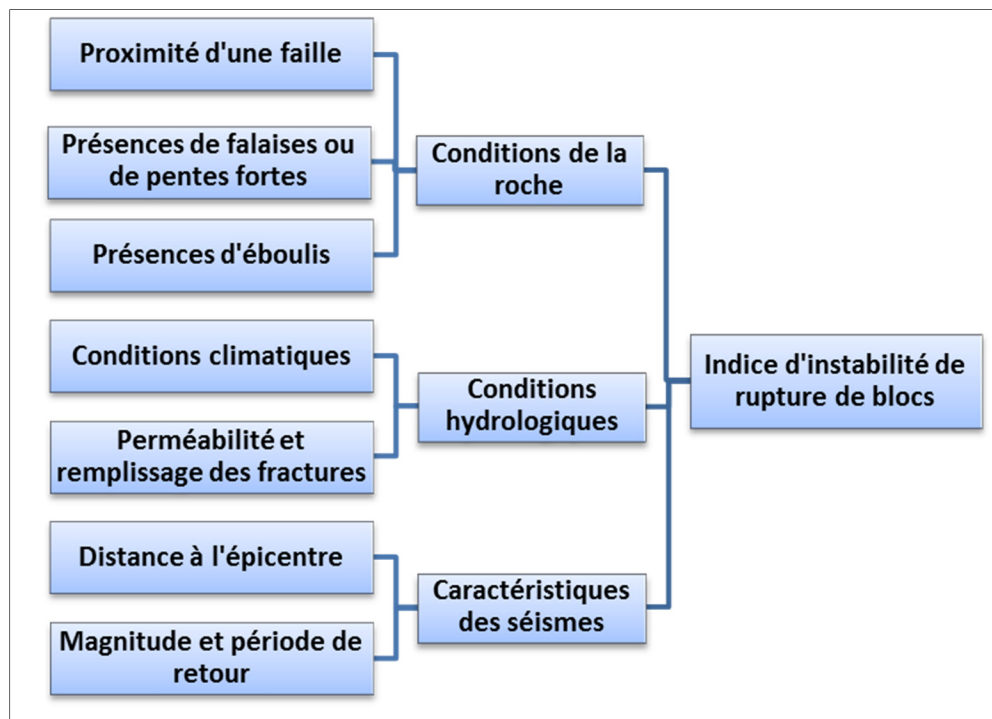 Proximité d'une faille
Présences de falaises ou
de pentes fortes
Présences d'éboulis
Conditions de la
roche
Conditions climatiques
Perméabilité et
remplissage des fractures
Conditions
hydrologiques
Distance à l'épicentre
Magnitude et période de
retour
Caractéristiques
des séismes
Indice d'instabilité de
rupture de blocs